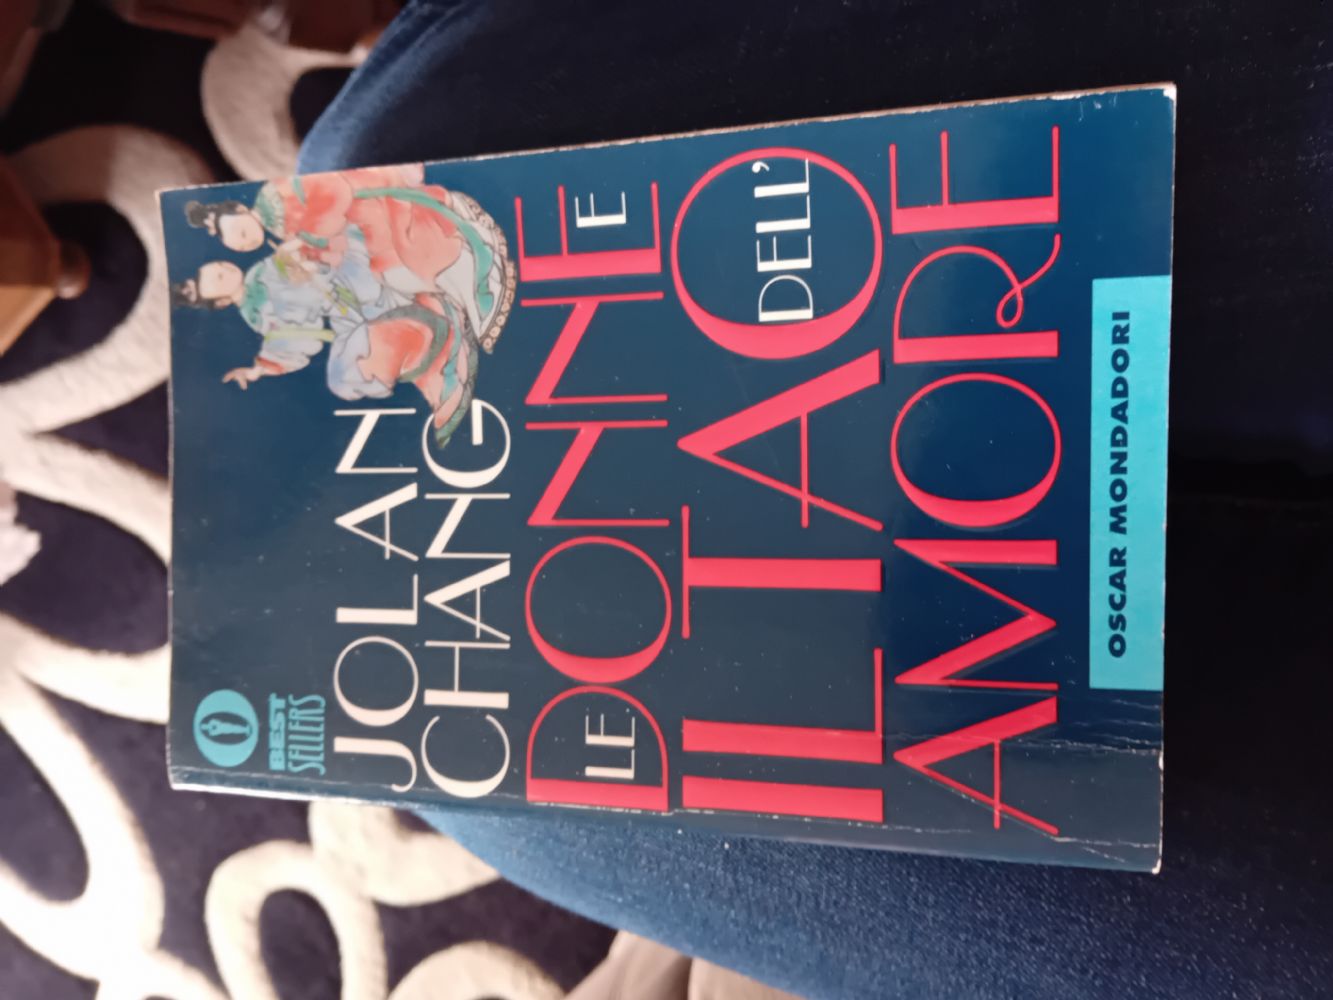 BEST
SELLERS
JOLAN
CHANG
LE DONNE E
IL TAO DELL'
AMORE
OSCAR MONDADORI